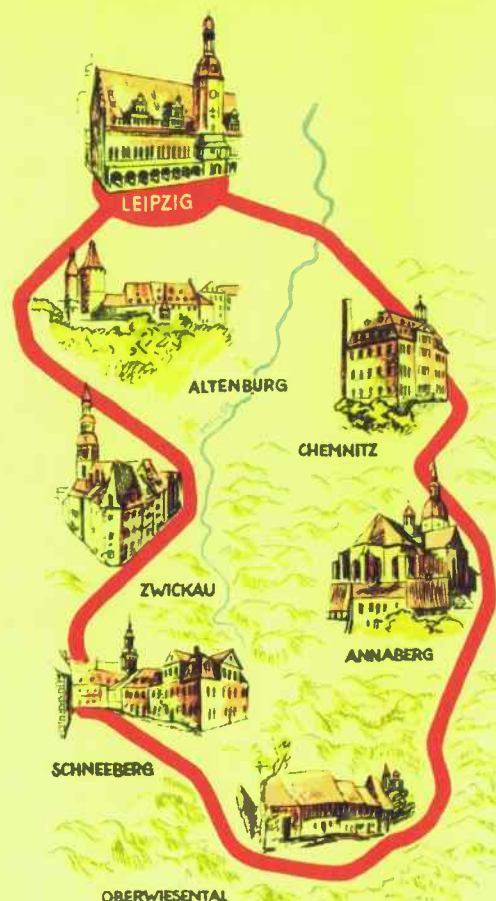 LEIPZIG
ALTENBURG
CHEMNITZ
ZWICKAU
ANNABERG
SCHNEEBERG
OBERWIESENTAL